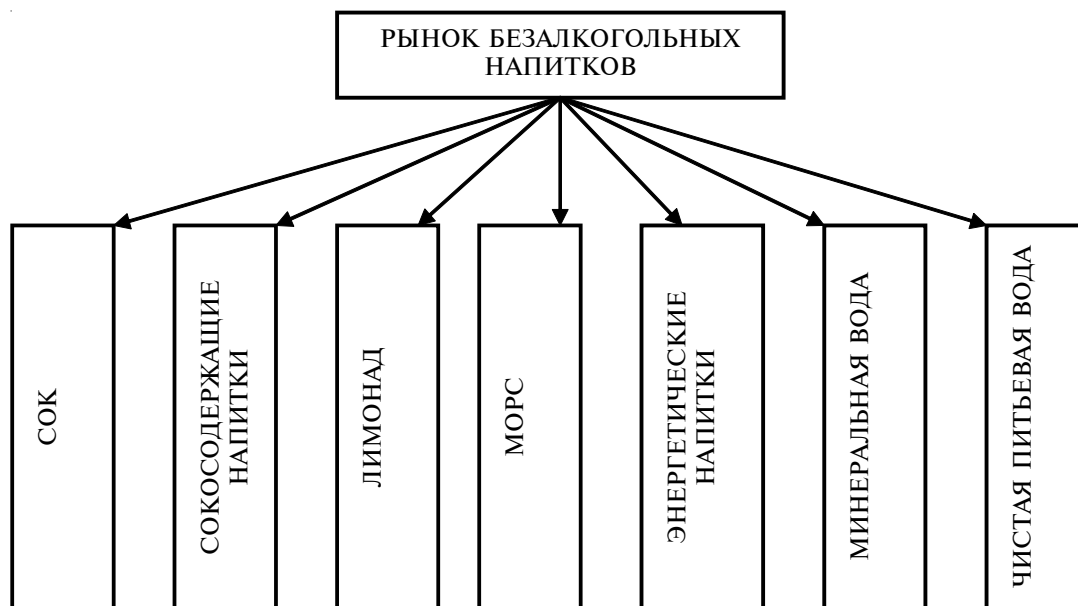 РЫНОК БЕЗАЛКОГОЛЬНЫХ
НАПИТКОВ
СОК
СОКОСОДЕРЖАЩИЕ
НАПИТКИ
ЛИМОНАД
МОРС
ЭНЕРГЕТИЧЕСКИЕ
НАПИТКИ
МИНЕРАЛЬНАЯ ВОДА
ЧИСТАЯ ПИТЬЕВАЯ ВОДА